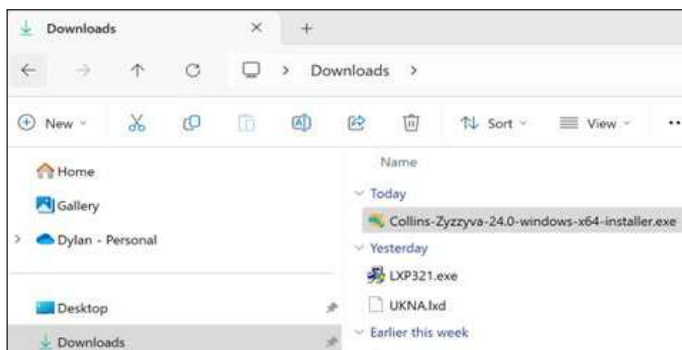 Downloads
Downloads
New
Sort
View
Home
Gallery
Dylan - Personal
Desktop
Downloads
Name
Today
Collins-Zyzzyva-24.0-windows-x64-installer.exe
Yesterday
LXP321.exe
UKNA.lxd
Earlier this week